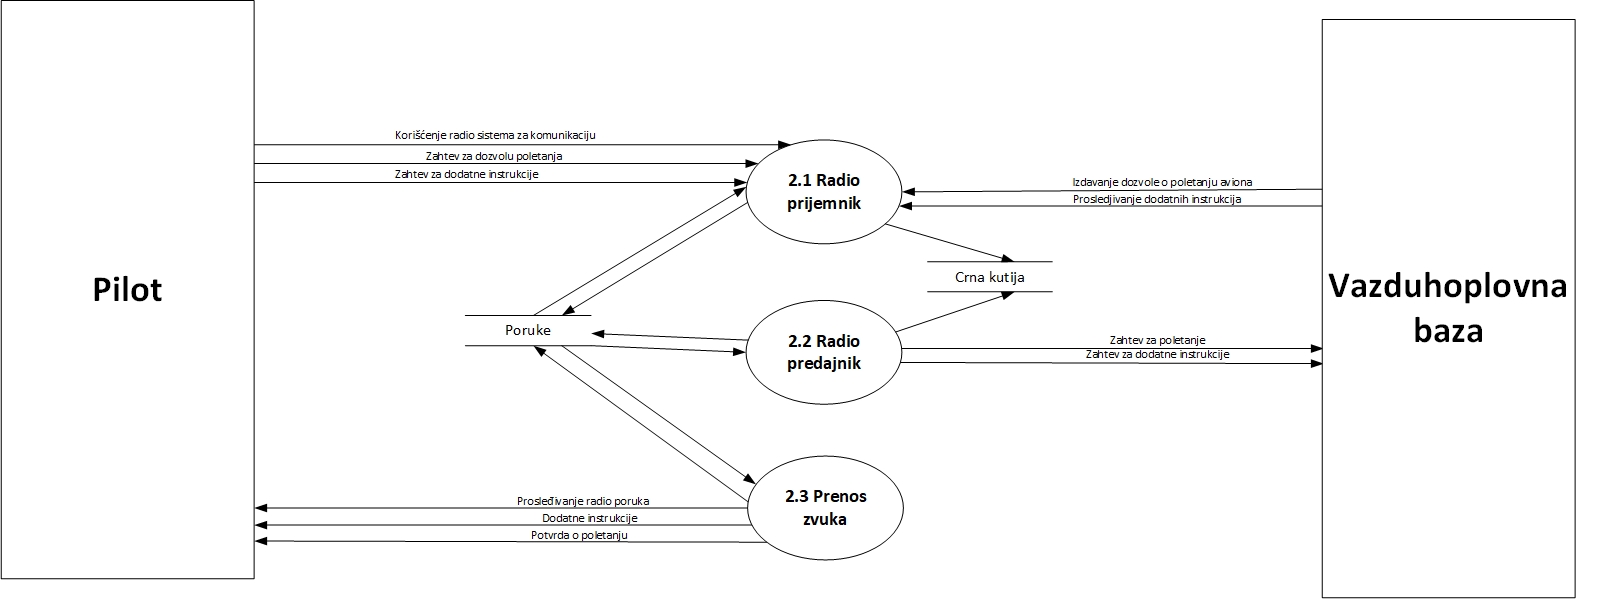 Korišćenje radio sistema za komunikaciju
Zahtev za dozvolu poletanja
Zahtev za dodatne instrukcije
2.1 Radio
prijemnik
Izdavanje dozvole o poletanju aviona
Prosledjivanje dodatnih instrukcija
Crna kutija
Pilot
Vazduhoplovna
baza
Poruke
2.2 Radio
predajnik
Zahtev za poletanje
Zahtev za dodatne instrukcije
2.3 Prenos
zvuka
Prosleđivanje radio poruka
Dodatne instrukcije
Potvrda o poletanju